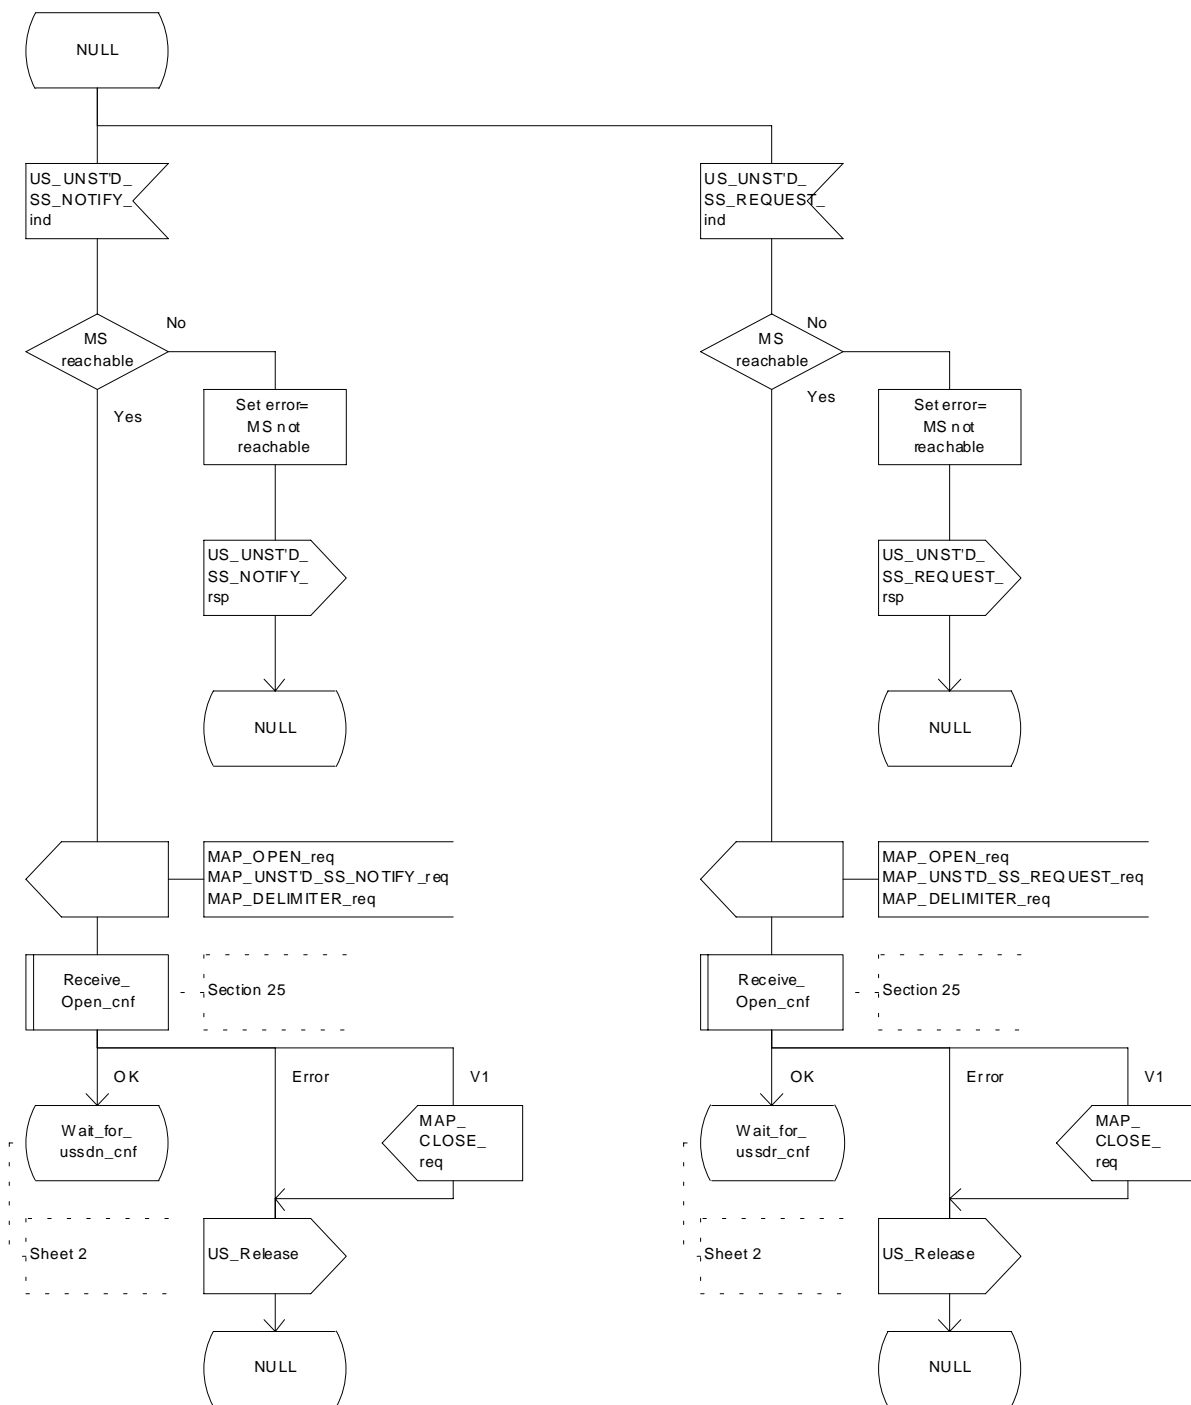 NULL
US_UNST'D_
SS_NOTIFY_
ind
US_UNST'D_
SS_REQUEST_
ind
MS
reachable
No
Yes
MS
reachable
No
Yes
Set error=
MS not
reachable
Set error=
MS not
reachable
US_UNST'D_
SS_NOTIFY_
rsp
US_UNST'D_
SS_REQUEST_
rsp
NULL
NULL
MAP_OPEN_req
MAP_UNST'D_SS_NOTIFY_req
MAP_DELIMITER_req
MAP_OPEN_req
MAP_UNST'D_SS_REQUEST_req
MAP_DELIMITER_req
Receive_
Open_cnf
Section 25
Receive_
Open_cnf
Section 25
OK
Error
V1
OK
Error
V1
Wait_for_
ussdn_cnf
MAP_
CLOSE_
req
Wait_for_
ussdr_cnf
MAP_
CLOSE_
req
Sheet 2
US_Release
Sheet 2
US_Release
NULL
NULL